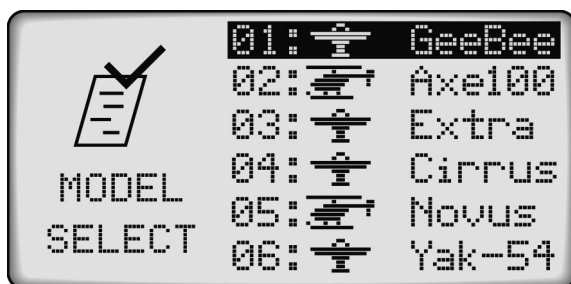 MODEL
SELECT
01: GeeBee
02: Axe100
03: Extra
04: Cirrus
05: Novus
06: Yak-54